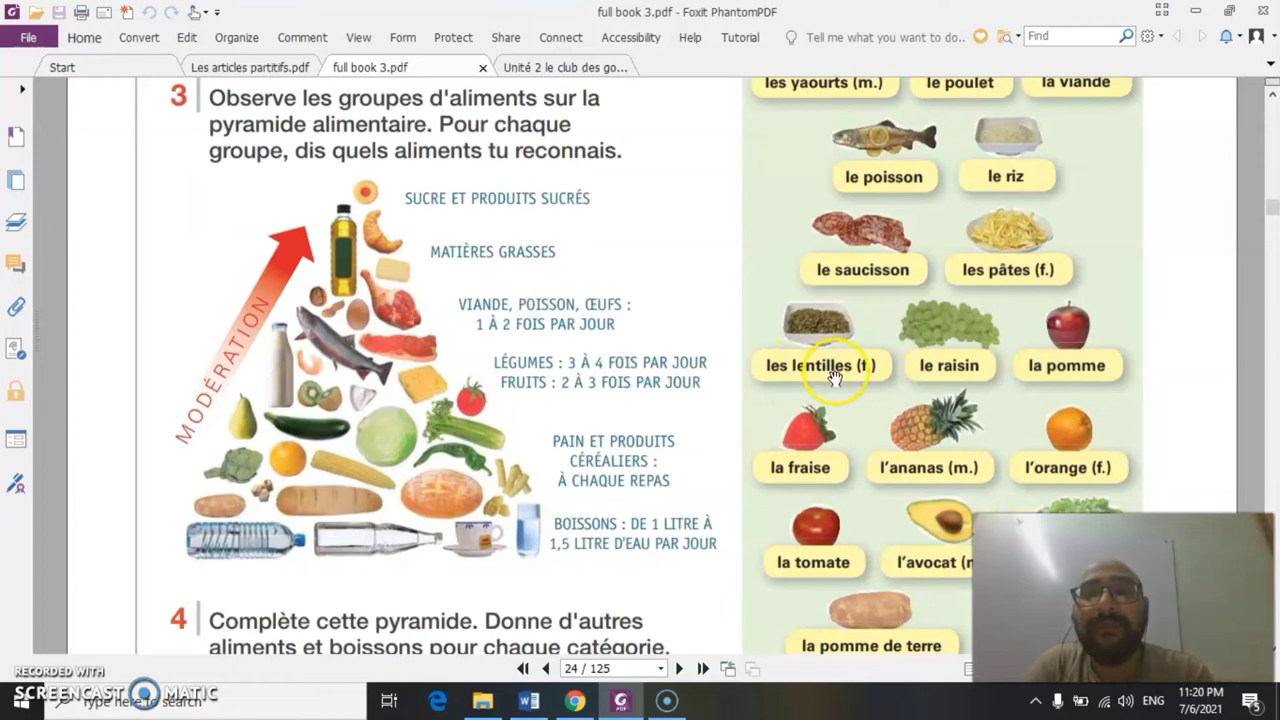 full book 3.pdf - Foxit PhantomPDF
File Home Convert Edit Organize Comment View Form Protect Share Connect Accessibility Help Tutorial Tell me what you want to do... Find
Start Les articles partitifs.pdf full book 3.pdf Unité 2 le club des go...
3 Observe les groupes d'aliments sur la
pyramide alimentaire. Pour chaque
groupe, dis quels aliments tu reconnais.
SUCRE ET PRODUITS SUCRÉS
MATIÈRES GRASSES
VIANDE, POISSON, ŒUFS :
1 À 2 FOIS PAR JOUR
LÉGUMES : 3 À 4 FOIS PAR JOUR
FRUITS : 2 À 3 FOIS PAR JOUR
PAIN ET PRODUITS
CÉRÉALIERS :
À CHAQUE REPAS
BOISSONS : DE 1 LITRE À
1,5 LITRE D'EAU PAR JOUR
MODÉRATION
4 Complète cette pyramide. Donne d'autres
aliments et boissons pour chaque catégorie.
les yaourts (m.) le poulet la viande
le poisson le riz
le saucisson les pâtes (f.)
les lentilles (f.) le raisin la pomme
la fraise l'ananas (m.) l'orange (f.)
la tomate l'avocat (m
la pomme de terre
24 / 125
RECORDED WITH
SCREENCAST MATIC
Type here to search
ENG
11:20 PM
7/6/2021
5